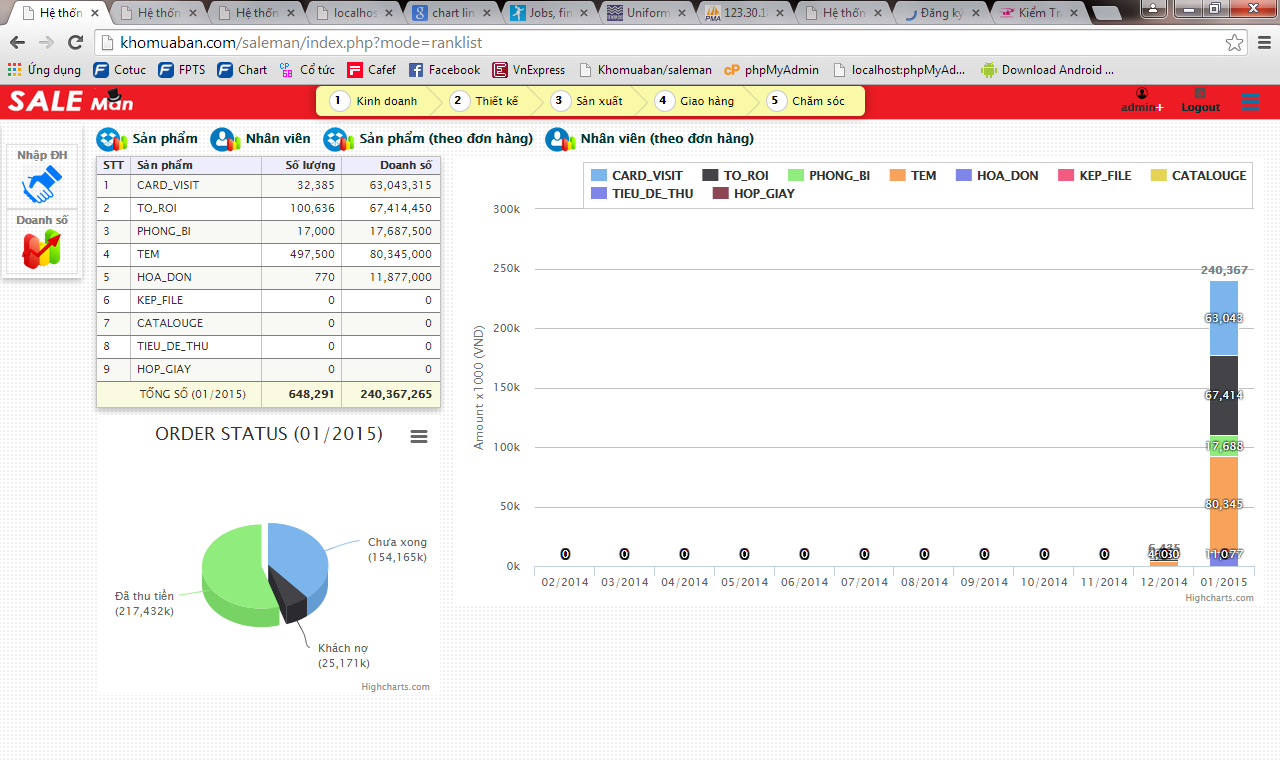 Hệ thốn
Hệ thốn
Hệ thốn
localhos
chart lin
Jobs, fin
Uniform
123.30.1
Hệ thốn
Đăng ký
Kiểm Tra
khomuaban.com/saleman/index.php?mode=ranklist
Ứng dụng
Cotuc
FPTS
Chart
Cổ tức
Cafef
Facebook
VnExpress
Khomuaban/saleman
phpMyAdmin
localhost:phpMyAd...
Download Android ...
SALE Man
1 Kinh doanh
2 Thiết kế
3 Sản xuất
4 Giao hàng
5 Chăm sóc
admin+
Logout
Nhập ĐH
Doanh số
Sản phẩm
Nhân viên
Sản phẩm (theo đơn hàng)
Nhân viên (theo đơn hàng)
STT Sản phẩm Số lượng Doanh số
1 CARD_VISIT 32,385 63,043,315
2 TO_ROI 100,636 67,414,450
3 PHONG_BI 17,000 17,687,500
4 TEM 497,500 80,345,000
5 HOA_DON 770 11,877,000
6 KEP_FILE 0 0
7 CATALOUGE 0 0
8 TIEU_DE_THU 0 0
9 HOP_GIAY 0 0
TỔNG SỐ (01/2015) 648,291 240,367,265
ORDER STATUS (01/2015)
Chưa xong
(154,165k)
Đã thu tiền
(217,432k)
Khách nợ
(25,171k)
Highcharts.com
CARD_VISIT TO_ROI PHONG_BI TEM HOA_DON KEP_FILE CATALOUGE
TIEU_DE_THU HOP_GIAY
Amount x1000 (VND)
300k
250k
200k
150k
100k
50k
0k
240,367
63,043
67,414
17,688
80,345
0 0 0 0 0 0 0 0 0 0
02/2014 03/2014 04/2014 05/2014 06/2014 07/2014 08/2014 09/2014 10/2014 11/2014 12/2014 01/2015
Highcharts.com